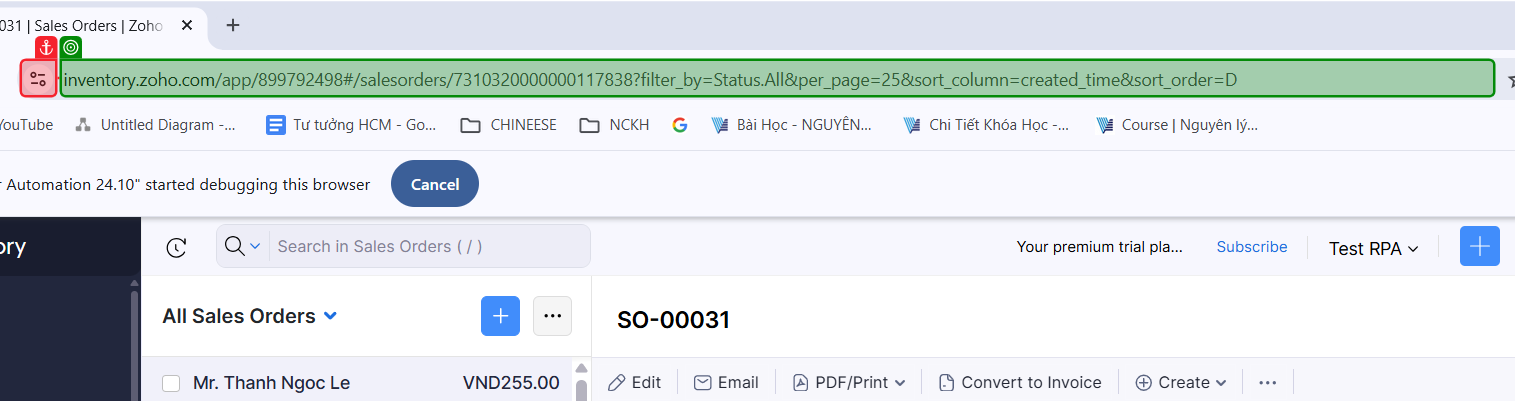 031 | Sales Orders | Zoho
inventory.zoho.com/app/899792498#/salesorders/7310320000000117838?filter_by=Status.All&per_page=25&sort_column=created_time&sort_order=D
YouTube Untitled Diagram -... Tư tưởng HCM - Go... CHINEESE NCKH Bài Học - NGUYÊN... Chi Tiết Khóa Học -... Course | Nguyên lý...
r Automation 24.10" started debugging this browser Cancel
ory Search in Sales Orders ( / ) Your premium trial pla... Subscribe Test RPA
All Sales Orders SO-00031
Mr. Thanh Ngoc Le VND255.00 Edit Email PDF/Print Convert to Invoice Create